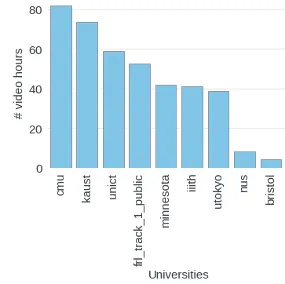 # video hours
80
60
40
20
0
cmu
kaust
unict
frl_track_1_public
minnesota
iiith
utokyo
nus
bristol
Universities